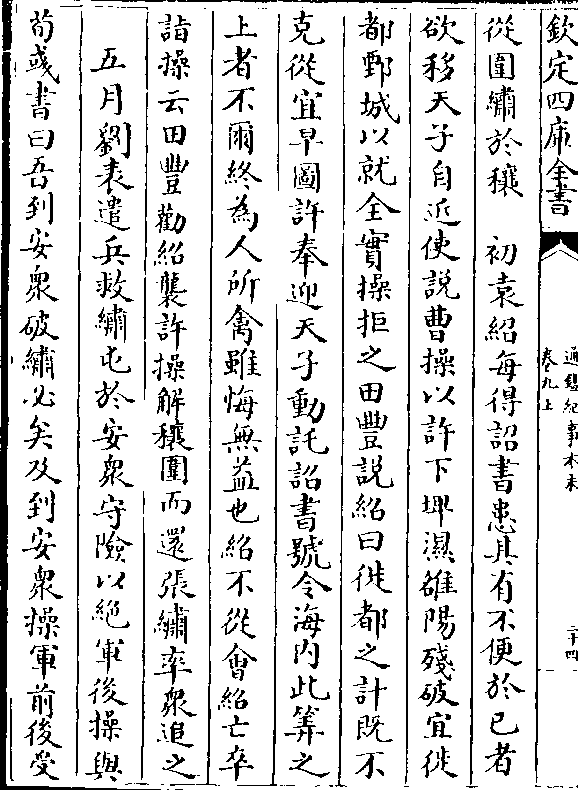 欽定四庫全書
通鑑紀事本末
卷九上
二十四
從圍繡於穰　初袁紹每得詔書患其有不便於己者
欲移天子自近使說曹操以許下埤濕雒陽殘破宜徙
都鄄城以就全實操拒之田豐說紹曰徙都之計既不
克從宜早圖許奉迎天子動託詔書號令海内此筭之
上者不爾終為人所禽雖悔無益也紹不從會紹亡卒
詣操云田豐勸紹襲許操解穰圍而還張繡率衆追之
五月劉表遣兵救繡屯於安衆守險以絕軍後操與
荀彧書曰吾到安衆破繡必矣及到安衆操軍前後受